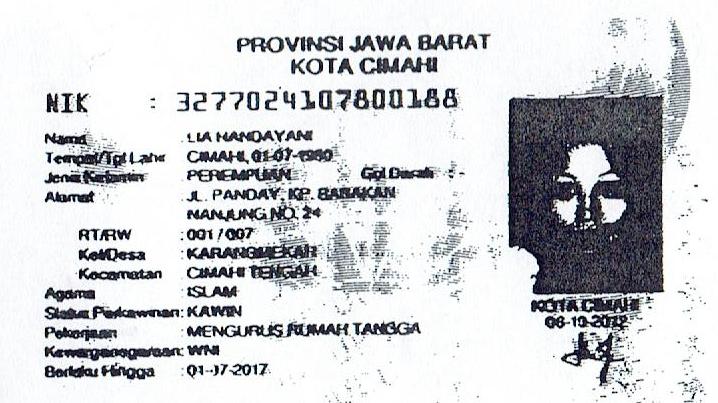 PROVINSI JAWA BARAT
KOTA CIMAHI
NIK : 3277024107800188
Nama : LIA HANDAYANI
Tempat/Tgl Lahir : CIMAHI, 01-07-1980
Jenis Kelamin : PEREMPUAN Gol Darah : -
Alamat : JL. PANDAY KP. BABAKAN
NANJUNG NO. 24
RT/RW : 001/007
Kel/Desa : KARANGMEKAR
Kecamatan : CIMAHI TENGAH
Agama : ISLAM
Status Perkawinan: KAWIN
Pekerjaan : MENGURUS RUMAH TANGGA
Kewarganegaraan: WNI
Berlaku Hingga : 01-07-2017
KOTA CIMAHI
06-10-2012